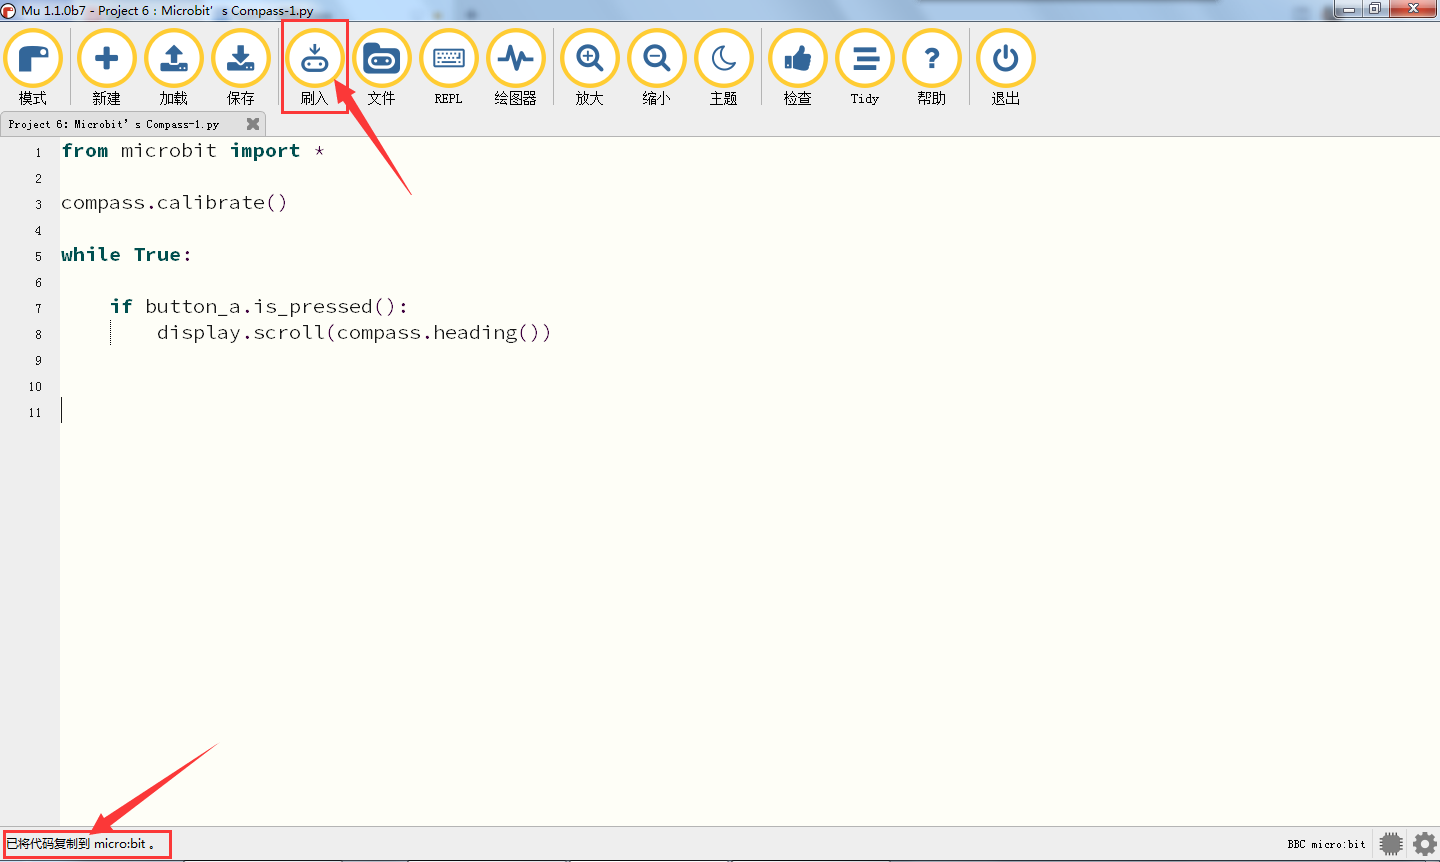 Mu 1.1.0b7 - Project 6：Microbit’s Compass-1.py
模式 新建 加载 保存 刷入 文件 REPL 绘图器 放大 缩小 主题 检查 Tidy 帮助 退出
Project 6：Microbit’s Compass-1.py
1 from microbit import *
2
3 compass.calibrate()
4
5 while True:
6
7 if button_a.is_pressed():
8 display.scroll(compass.heading())
9
10
11
已将代码复制到 micro:bit 。
BBC micro:bit